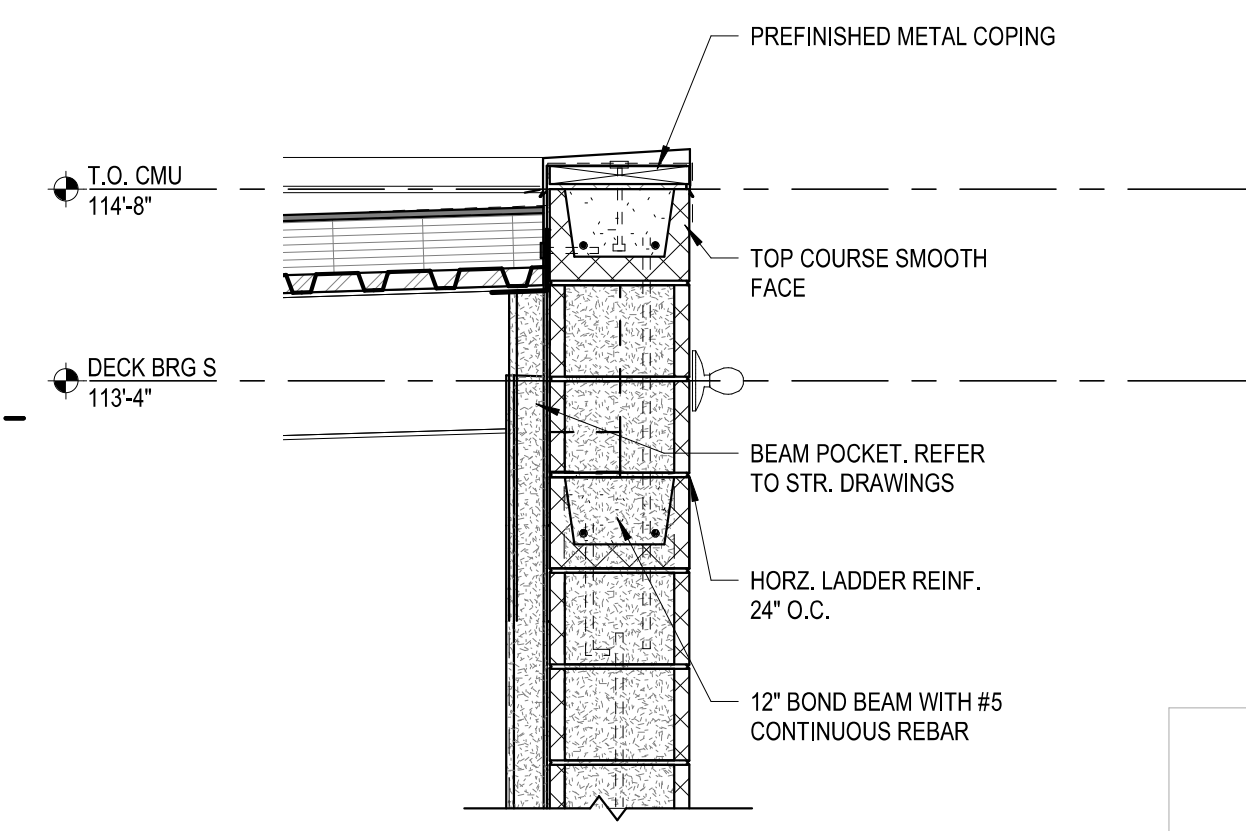 PREFINISHED METAL COPING
T.O. CMU
114'-8"
TOP COURSE SMOOTH
FACE
DECK BRG S
113'-4"
BEAM POCKET. REFER
TO STR. DRAWINGS
HORZ. LADDER REINF.
24" O.C.
12" BOND BEAM WITH #5
CONTINUOUS REBAR